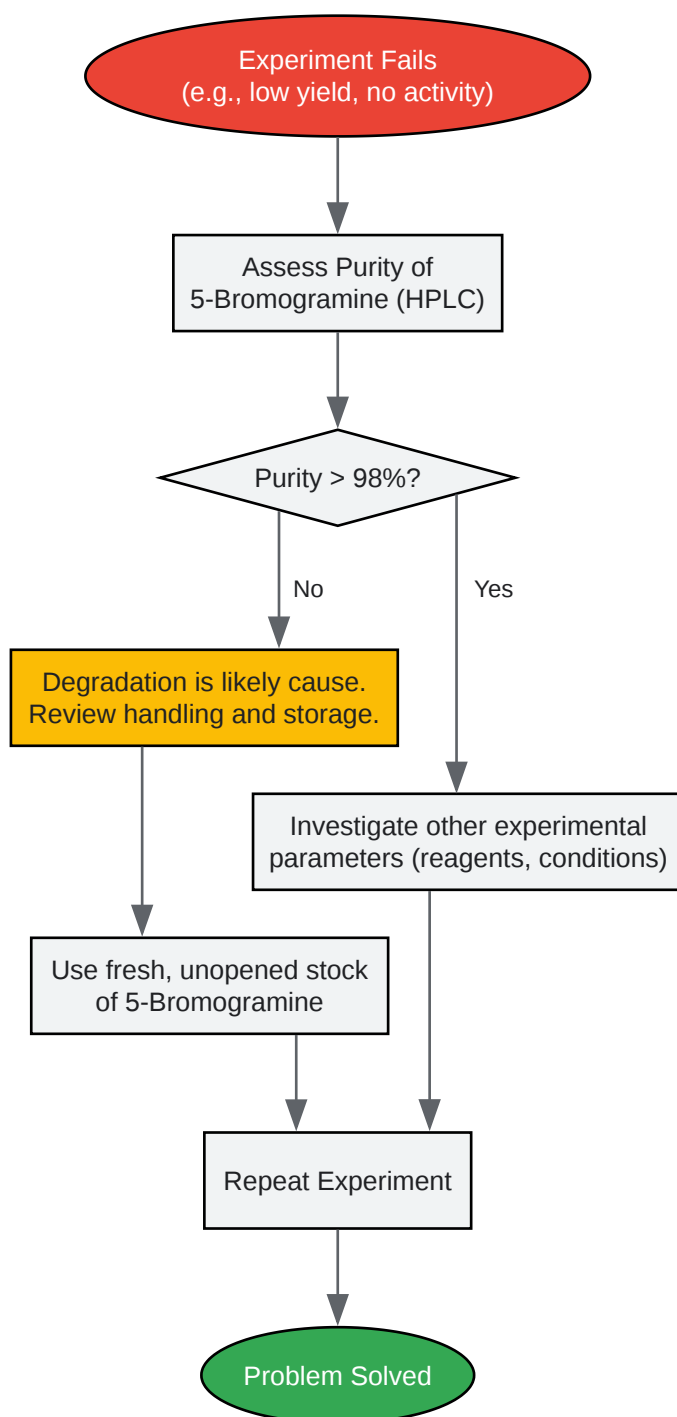 Experiment Fails
(e.g., low yield, no activity)
Assess Purity of
5-Bromogramine (HPLC)
Purity > 98%?
No
Yes
Degradation is likely cause.
Review handling and storage.
Investigate other experimental
parameters (reagents, conditions)
Use fresh, unopened stock
of 5-Bromogramine
Repeat Experiment
Problem Solved